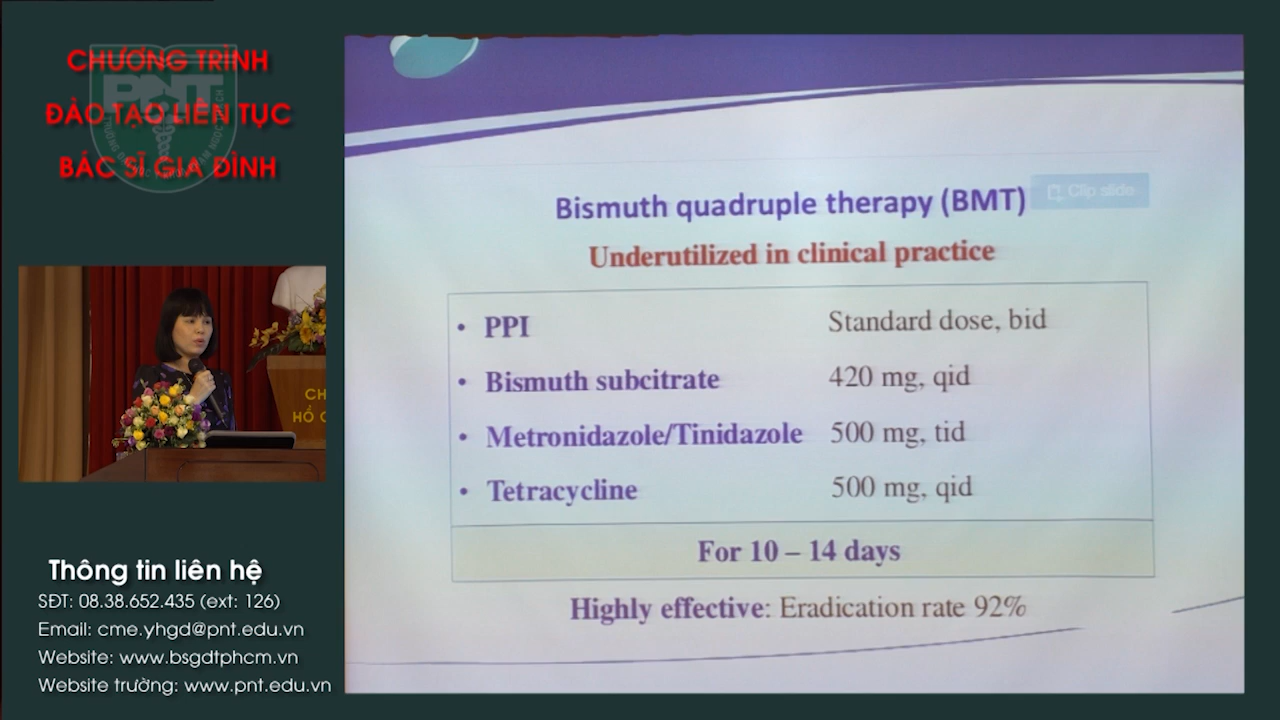 CHƯƠNG TRÌNH
ĐÀO TẠO LIÊN TỤC
BÁC SĨ GIA ĐÌNH
PNT
Bismuth quadruple therapy (BMT)
Clip slide
Underutilized in clinical practice
• PPI Standard dose, bid
• Bismuth subcitrate 420 mg, qid
• Metronidazole/Tinidazole 500 mg, tid
• Tetracycline 500 mg, qid
For 10 – 14 days
Highly effective: Eradication rate 92%
CH
HỒ C
Thông tin liên hệ
SĐT: 08.38.652.435 (ext: 126)
Email: cme.yhgd@pnt.edu.vn
Website: www.bsgdtphcm.vn
Website trường: www.pnt.edu.vn